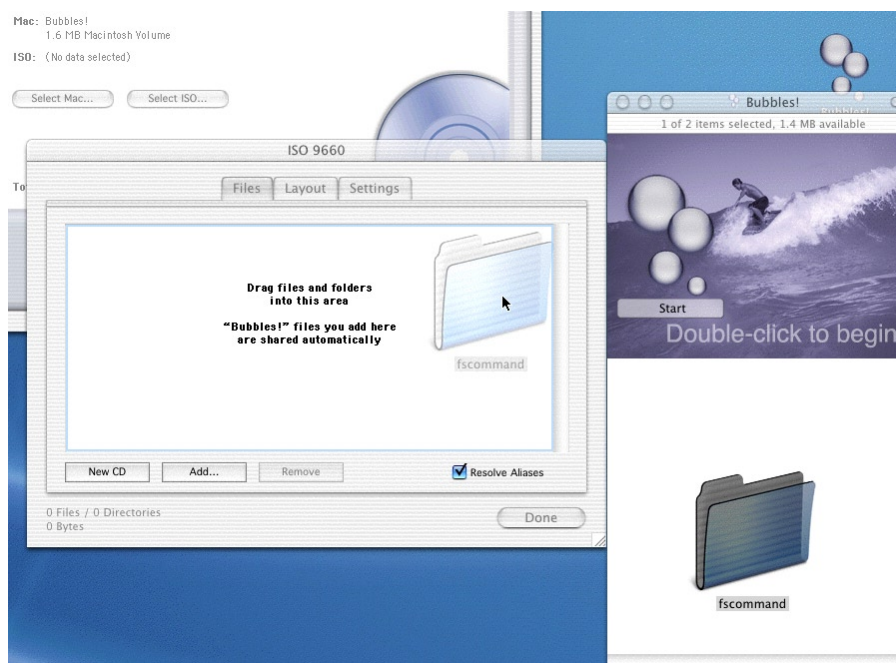 Mac: Bubbles!
1.6 MB Macintosh Volume
ISO: (No data selected)
Select Mac...
Select ISO...
Bubbles!
Bubbles!
1 of 2 items selected, 1.4 MB available
ISO 9660
To
Files
Layout
Settings
Drag files and folders
into this area
“Bubbles!” files you add here
are shared automatically
fscommand
Start
Double-click to begin
New CD
Add...
Remove
Resolve Aliases
0 Files / 0 Directories
0 Bytes
Done
fscommand